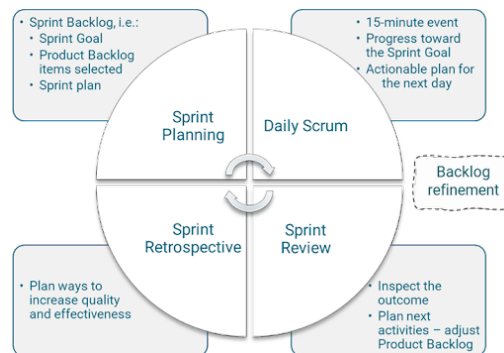 • Sprint Backlog, i.e.:
• Sprint Goal
• Product Backlog
items selected
• Sprint plan
• 15-minute event
• Progress toward
the Sprint Goal
• Actionable plan for
the next day
Sprint
Planning
Daily Scrum
Backlog
refinement
Sprint
Retrospective
Sprint
Review
• Plan ways to
increase quality
and effectiveness
• Inspect the
outcome
• Plan next
activities – adjust
Product Backlog